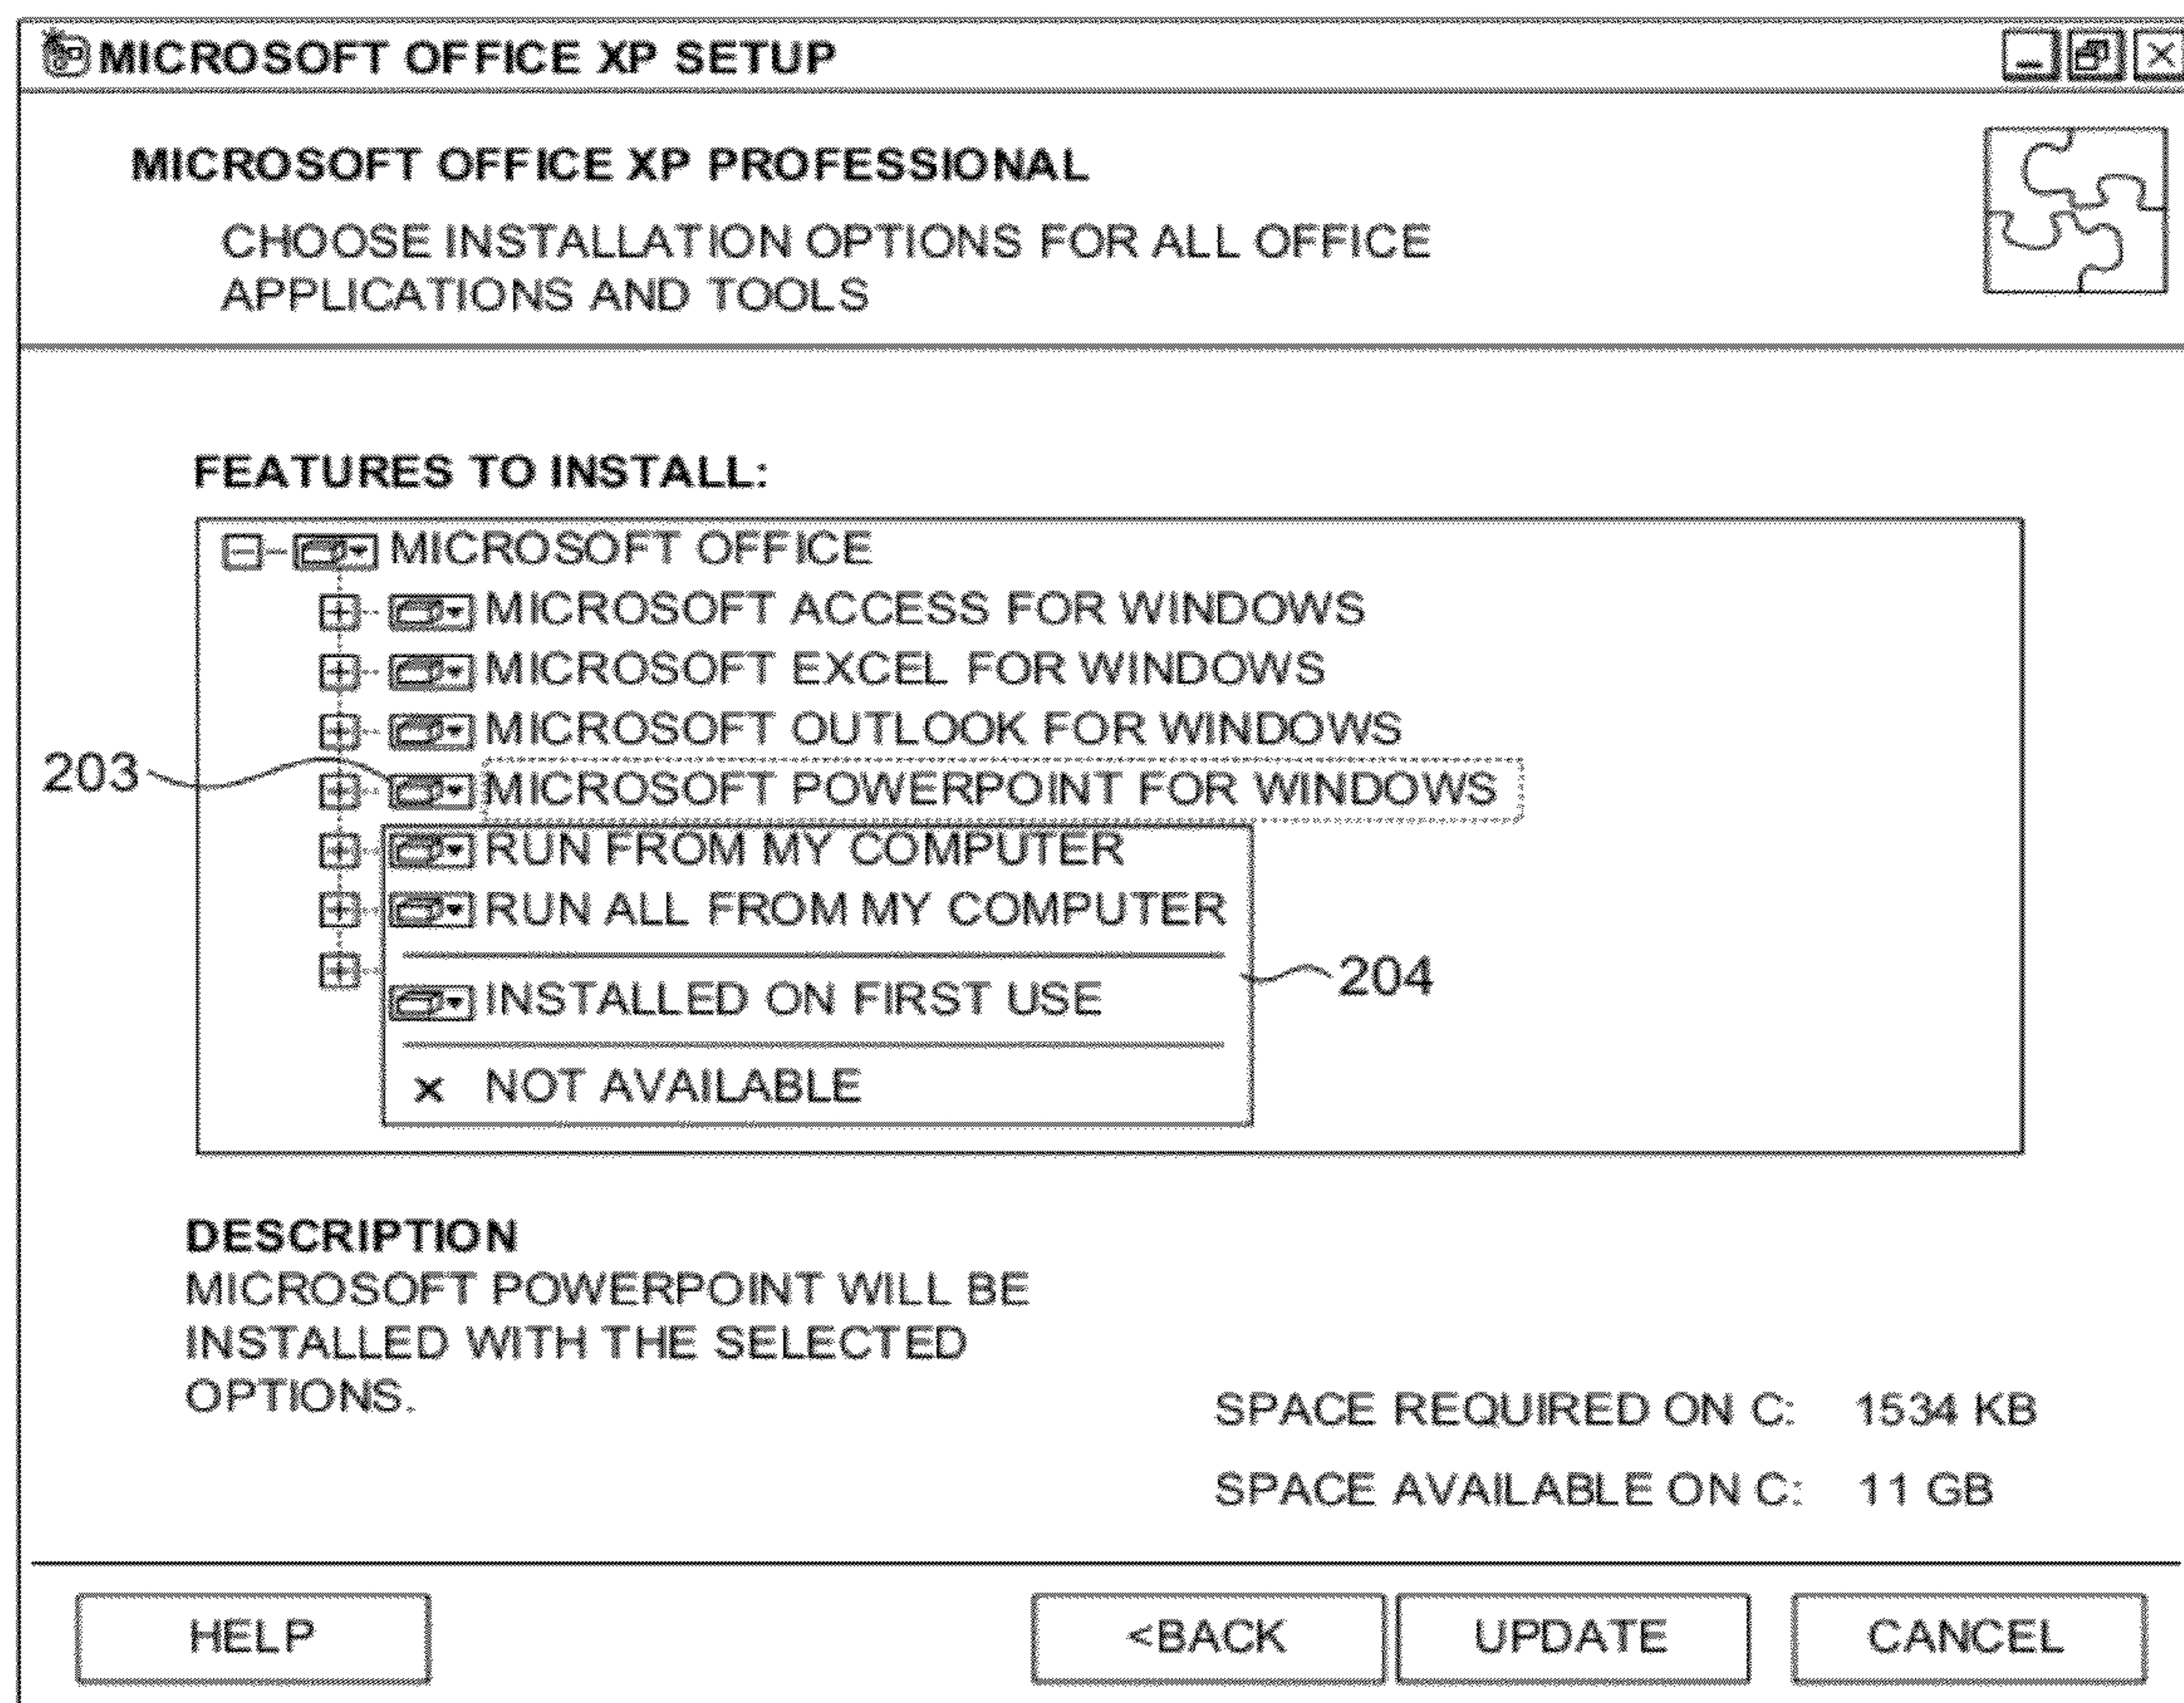 MICROSOFT OFFICE XP SETUP
MICROSOFT OFFICE XP PROFESSIONAL
CHOOSE INSTALLATION OPTIONS FOR ALL OFFICE
APPLICATIONS AND TOOLS
FEATURES TO INSTALL:
MICROSOFT OFFICE
MICROSOFT ACCESS FOR WINDOWS
MICROSOFT EXCEL FOR WINDOWS
MICROSOFT OUTLOOK FOR WINDOWS
203
MICROSOFT POWERPOINT FOR WINDOWS
RUN FROM MY COMPUTER
RUN ALL FROM MY COMPUTER
204
INSTALLED ON FIRST USE
× NOT AVAILABLE
DESCRIPTION
MICROSOFT POWERPOINT WILL BE
INSTALLED WITH THE SELECTED
OPTIONS.
SPACE REQUIRED ON C: 1534 KB
SPACE AVAILABLE ON C: 11 GB
HELP
<BACK
UPDATE
CANCEL